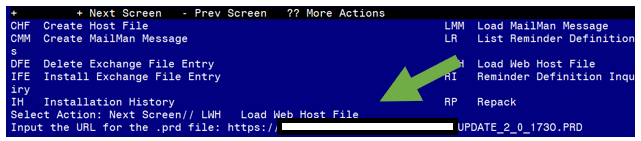 + + Next Screen - Prev Screen ?? More Actions
CHF Create Host File LMM Load MailMan Message
CMM Create MailMan Message LR List Reminder Definition
s
DFE Delete Exchange File Entry H Load Web Host File
IFE Install Exchange File Entry RI Reminder Definition Inqu
iry
IH Installation History RP Repack
Select Action: Next Screen// LWH Load Web Host File
Input the URL for the .prd file: https:// UPDATE_2_0_173O.PRD